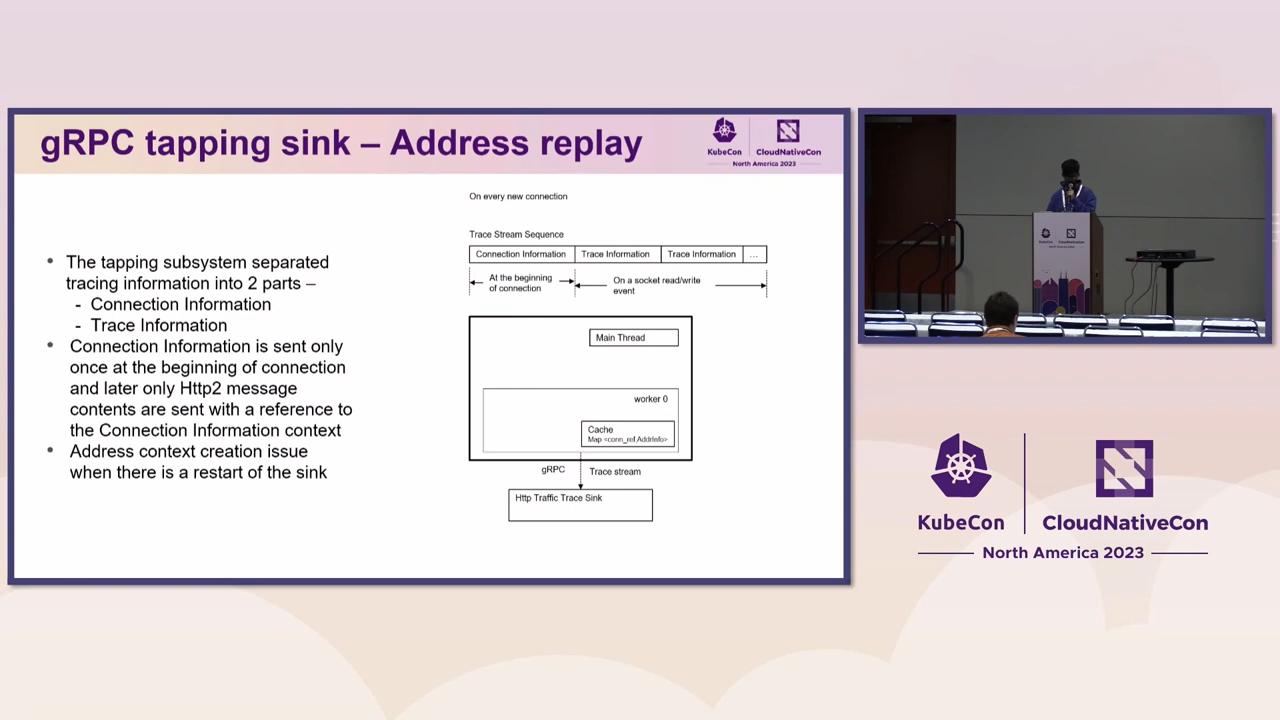 gRPC tapping sink – Address replay
KubeCon
CloudNativeCon
North America 2023
• The tapping subsystem separated
tracing information into 2 parts –
- Connection Information
- Trace Information
• Connection Information is sent only
once at the beginning of connection
and later only Http2 message
contents are sent with a reference to
the Connection Information context
• Address context creation issue
when there is a restart of the sink
On every new connection
Trace Stream Sequence
Connection Information
Trace Information
Trace Information
...
At the beginning
of connection
On a socket read/write
event
Main Thread
worker 0
Cache
Map <conn_ref,AddrInfo>
gRPC
Trace stream
Http Traffic Trace Sink
KubeCon
CloudNativeCon
North America 2023